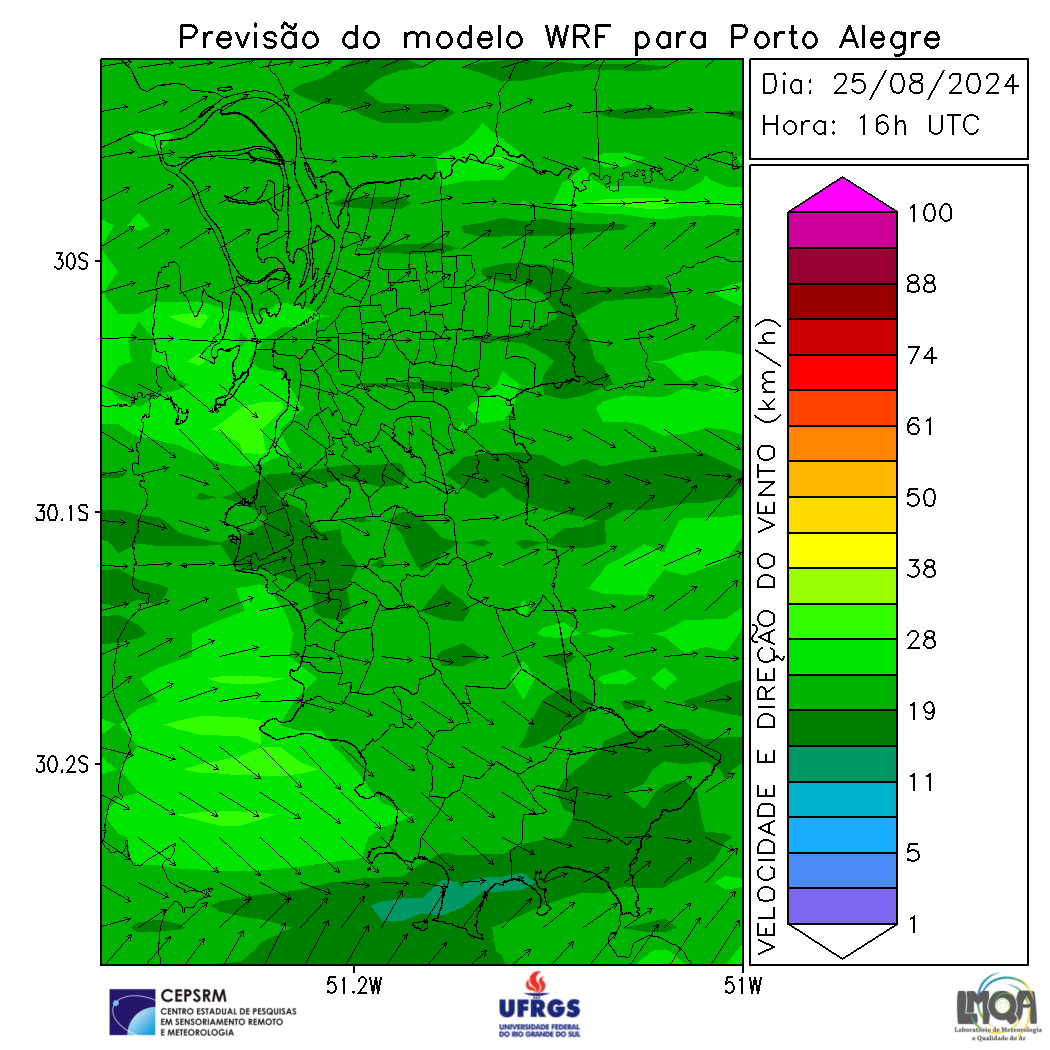 Previsão do modelo WRF para Porto Alegre
Dia: 25/08/2024
Hora: 16h UTC
30S
30.1S
30.2S
51.2W
51W
VELOCIDADE E DIREÇÃO DO VENTO (km/h)
100
88
74
61
50
38
28
19
11
5
1
CEPSRM
CENTRO ESTADUAL DE PESQUISAS
EM SENSORIAMENTO REMOTO
E METEOROLOGIA
UFRGS
UNIVERSIDADE FEDERAL
DO RIO GRANDE DO SUL
LMQA
Laboratório de Meteorologia
e Qualidade do Ar